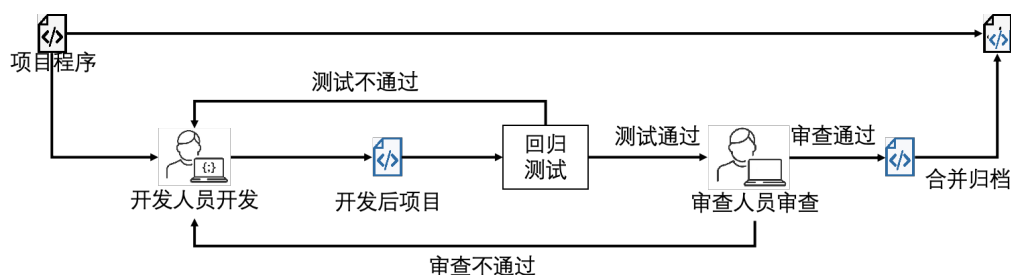 项目程序
测试不通过
回归
测试
测试通过
审查通过
开发人员开发
开发后项目
审查人员审查
合并归档
审查不通过